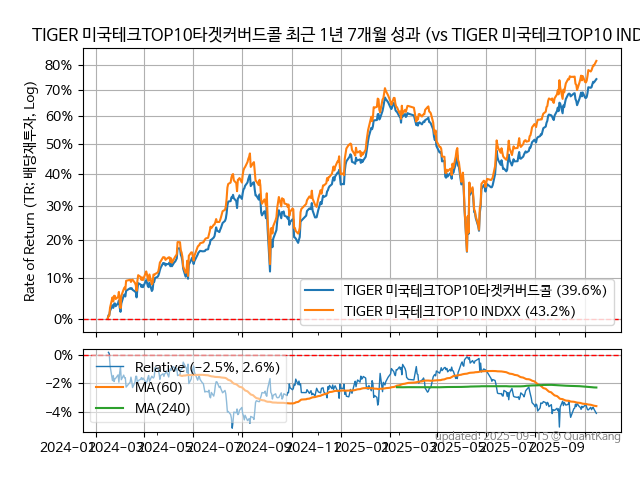 TIGER 미국테크TOP10타겟커버드콜 최근 1년 7개월 성과 (vs TIGER 미국테크TOP10 IND
80%
70%
60%
50%
40%
30%
20%
10%
0%
Rate of Return (TR: 배당재투자, Log)
TIGER 미국테크TOP10타겟커버드콜 (39.6%)
TIGER 미국테크TOP10 INDXX (43.2%)
0%
−2%
−4%
Relative (−2.5%, 2.6%)
MA(60)
MA(240)
2024-01 2024-03 2024-05 2024-07 2024-09 2024-11 2025-01 2025-03 2025-05 2025-07 2025-09
updated: 2025-09-15 © QuantKang